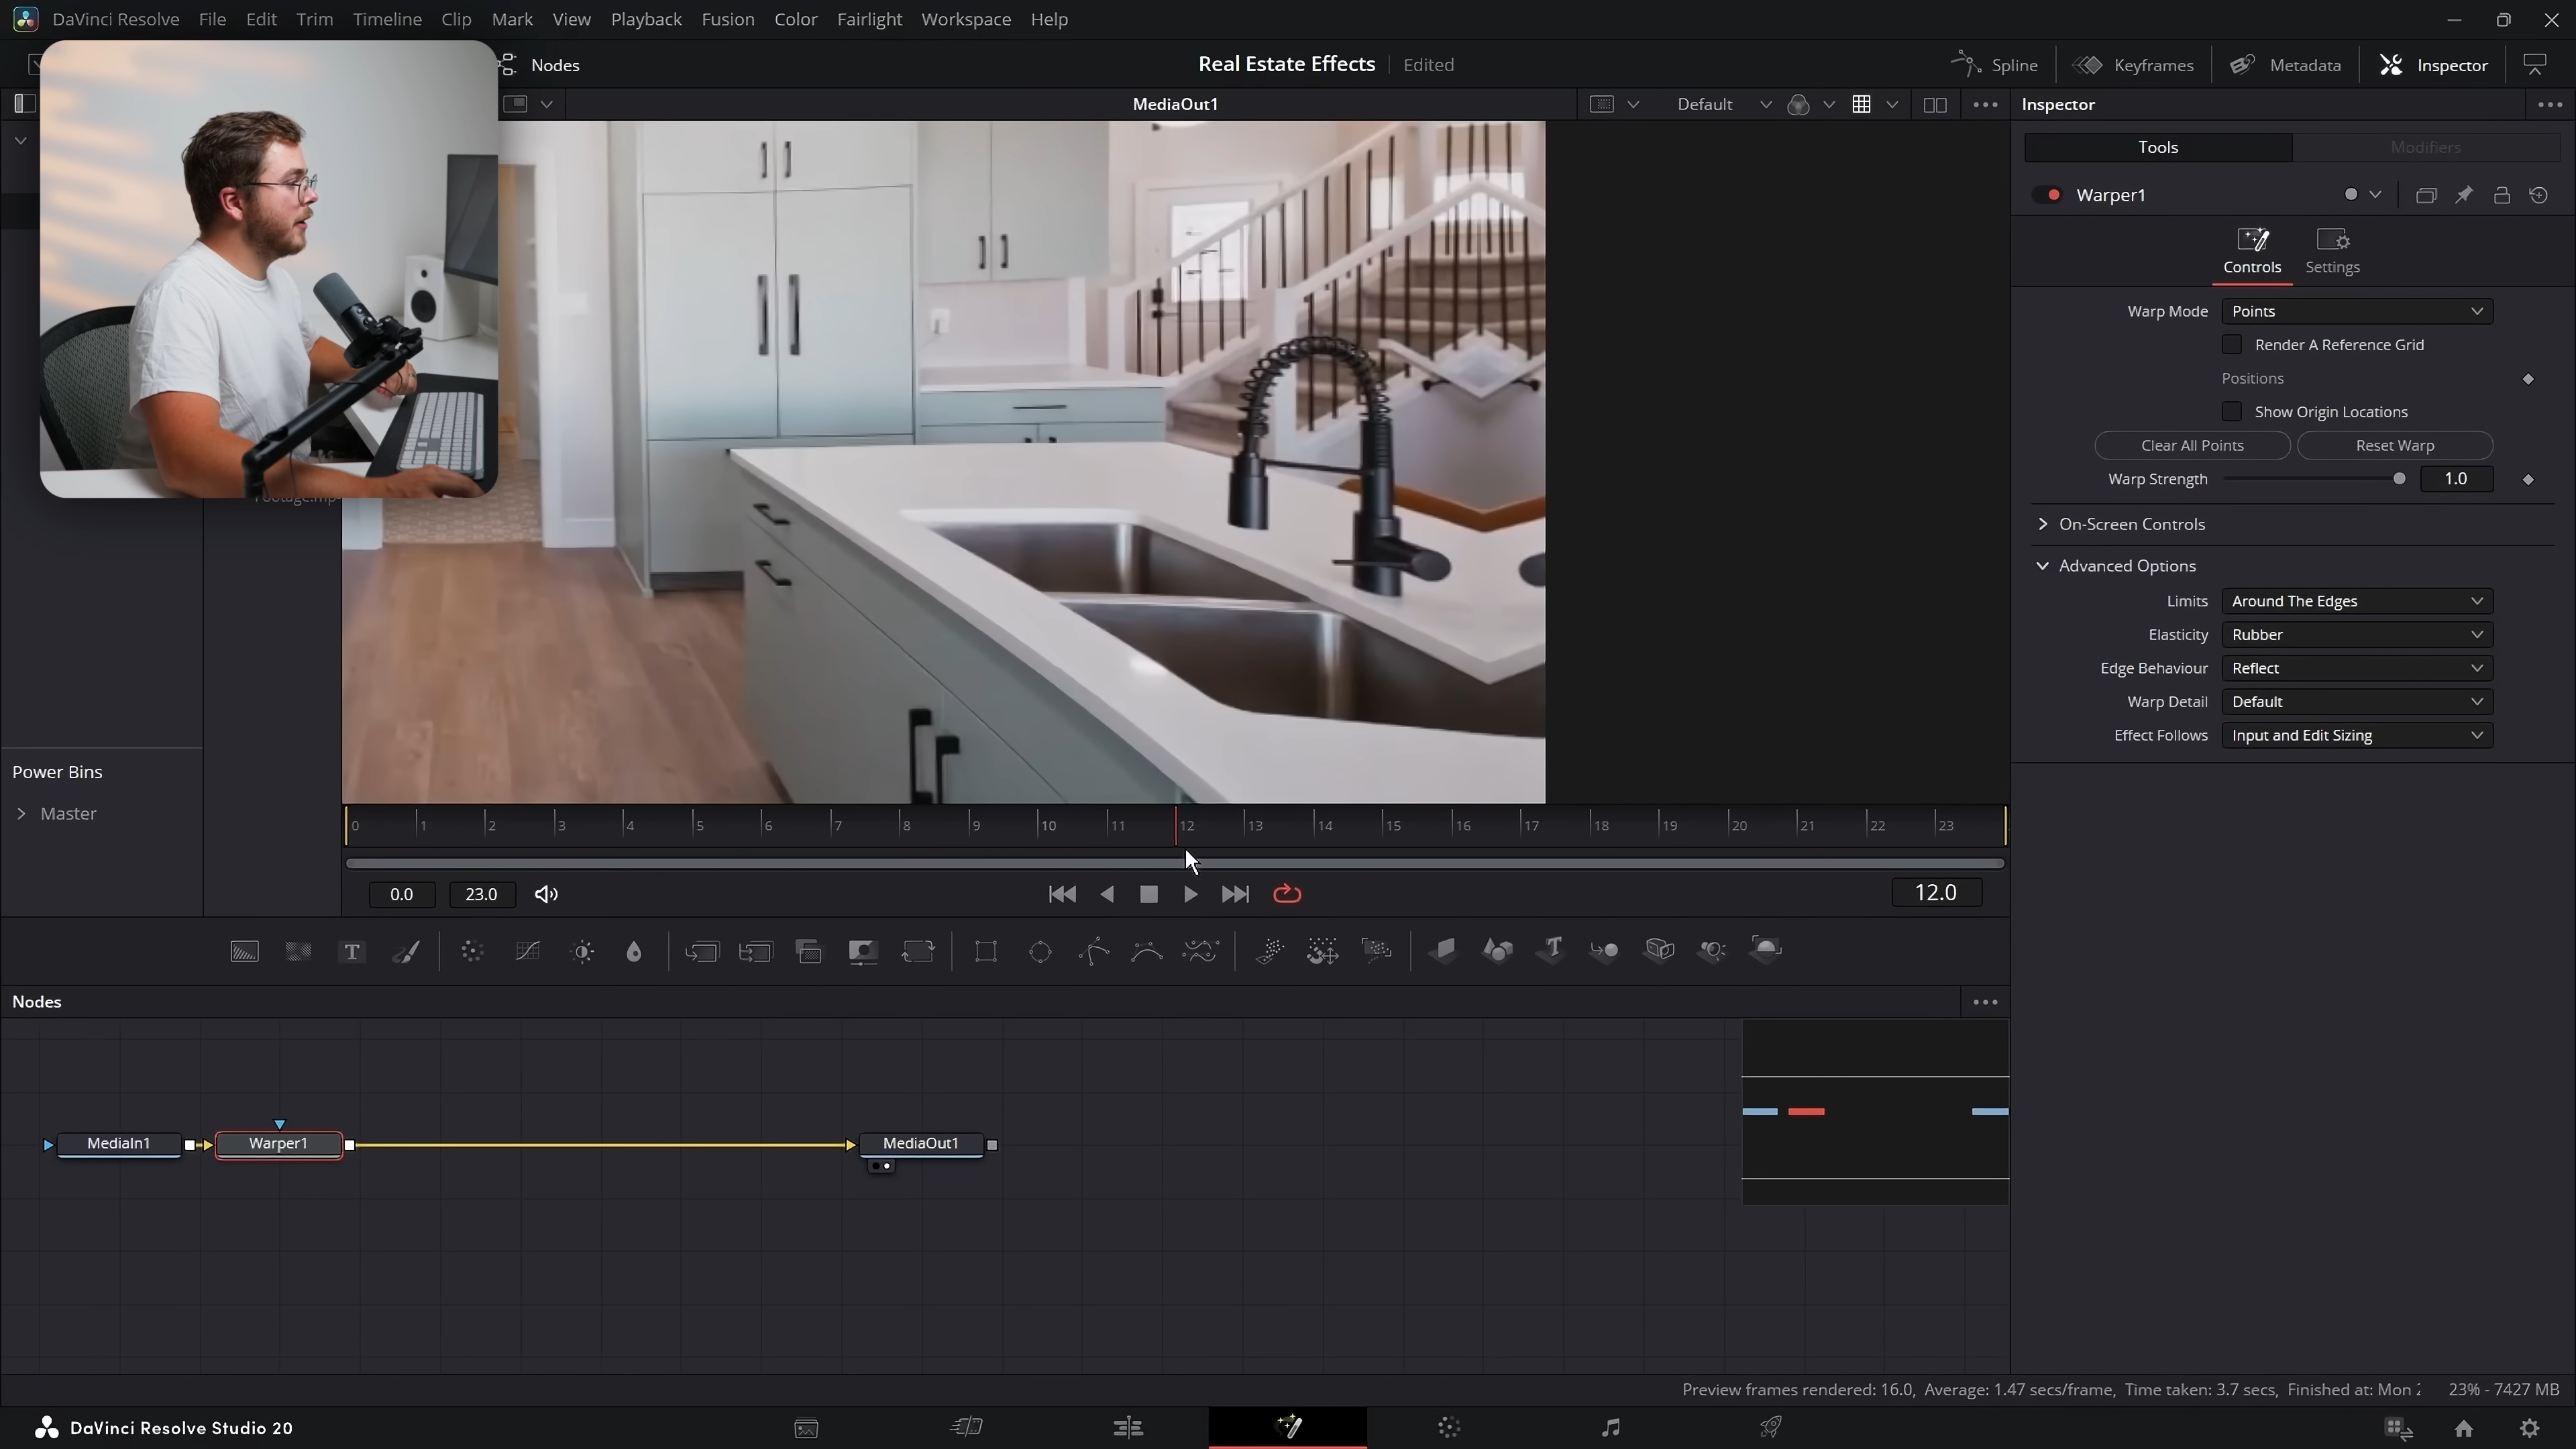 DaVinci Resolve File Edit Trim Timeline Clip Mark View Playback Fusion Color Fairlight Workspace Help
Nodes
Real Estate Effects Edited
Spline Keyframes Metadata Inspector
MediaOut1
Default
Inspector
Tools Modifiers
Warper1
Controls Settings
Warp Mode Points
Render A Reference Grid
Positions
Show Origin Locations
Clear All Points Reset Warp
Warp Strength 1.0
On-Screen Controls
Advanced Options
Limits Around The Edges
Elasticity Rubber
Edge Behaviour Reflect
Warp Detail Default
Effect Follows Input and Edit Sizing
Power Bins
Master
0 1 2 3 4 5 6 7 8 9 10 11 12 13 14 15 16 17 18 19 20 21 22 23
0.0 23.0 12.0
T T
Nodes
MediaIn1 Warper1 MediaOut1
Preview frames rendered: 16.0, Average: 1.47 secs/frame, Time taken: 3.7 secs, Finished at: Mon 23% - 7427 MB
DaVinci Resolve Studio 20